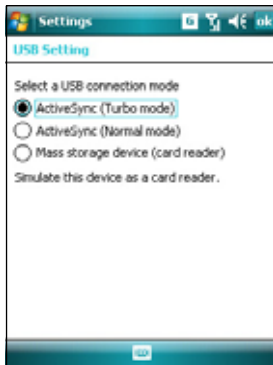 Settings G ok
USB Setting
Select a USB connection mode
ActiveSync (Turbo mode)
ActiveSync (Normal mode)
Mass storage device (card reader)
Simulate this device as a card reader.